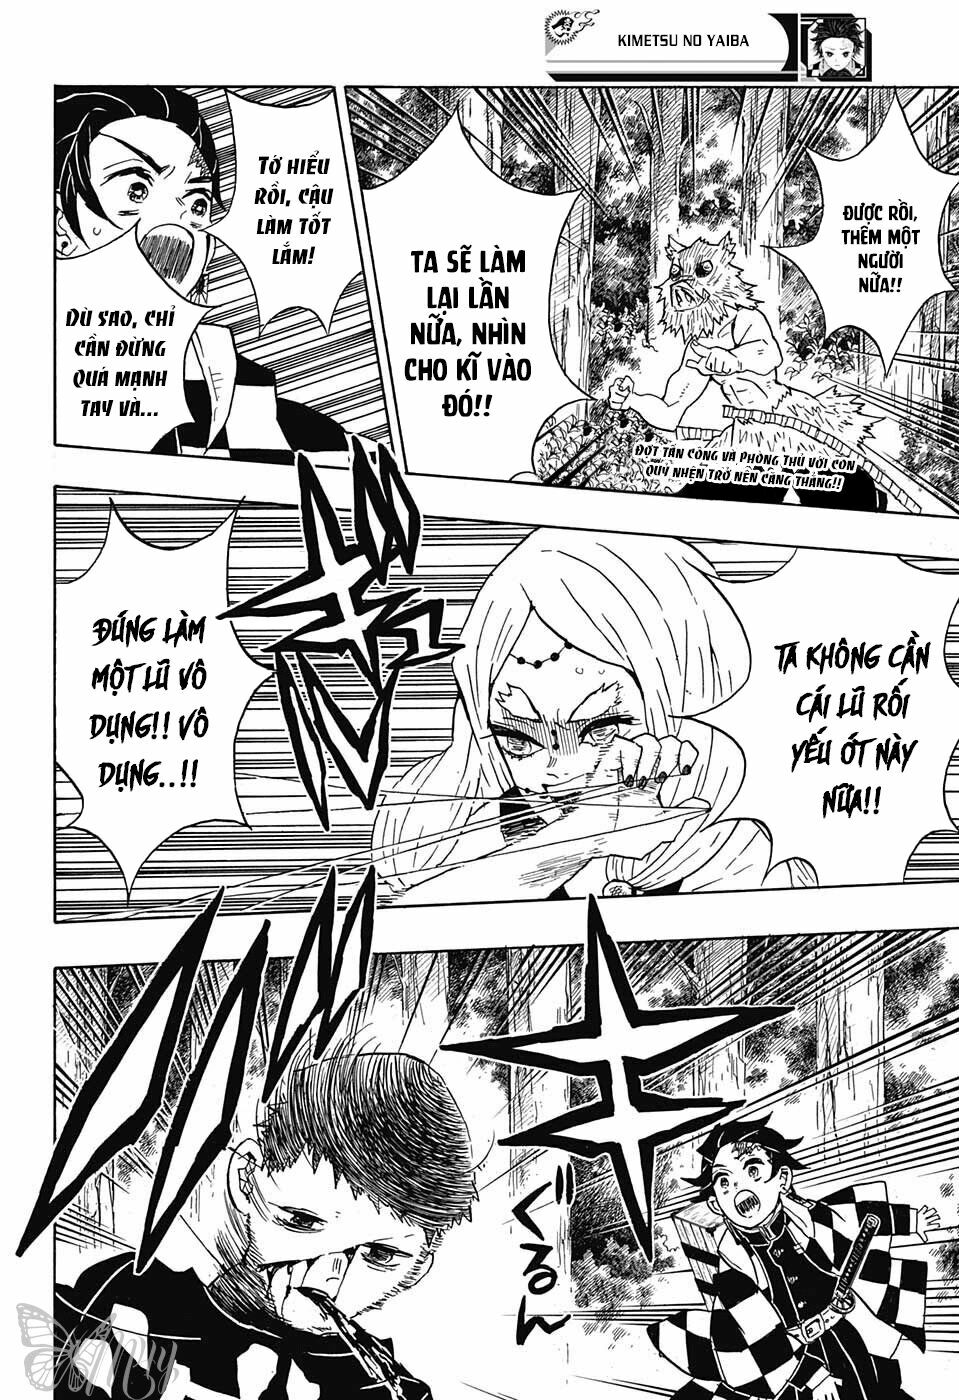 KIMETSU NO YAIBA
ĐƯỢC RỒI,
THÊM MỘT
NGƯỜI
NỮA!!
TA SẼ LÀM
LẠI LẦN
NỮA, NHÌN
CHO KĨ VÀO
ĐÓ!!
ĐỢT TẤN CÔNG VÀ PHÒNG THỦ VỚI CON
QUỶ NHỆN TRỞ NÊN CĂNG THẲNG!!
TỚ HIỂU
RỒI, CẬU
LÀM TỐT
LẮM!
DÙ SAO, CHỈ
CẦN ĐỪNG
QUÁ MẠNH
TAY VÀ...
TA KHÔNG CẦN
CÁI LŨ RỐI
YẾU ỚT NÀY
NỮA!!
ĐÚNG LÀM
MỘT LŨ VÔ
DỤNG!! VÔ
DỤNG..!!
ぐるん